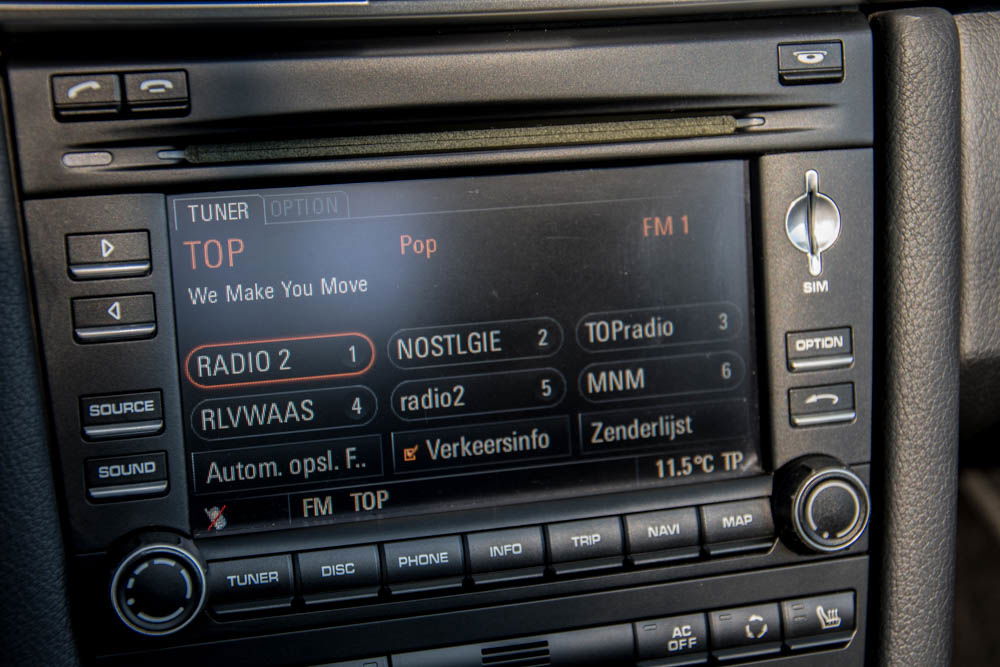 TUNER OPTION
TOP Pop FM 1
We Make You Move
SIM
RADIO 2 1 NOSTLGIE 2 TOPradio 3
OPTION
RLVWAAS 4 radio2 5 MNM 6
SOURCE
Autom. opsl. F.. Verkeersinfo Zenderlijst
SOUND
FM TOP 11.5°C TP
TUNER DISC PHONE INFO TRIP NAVI MAP
AC
OFF